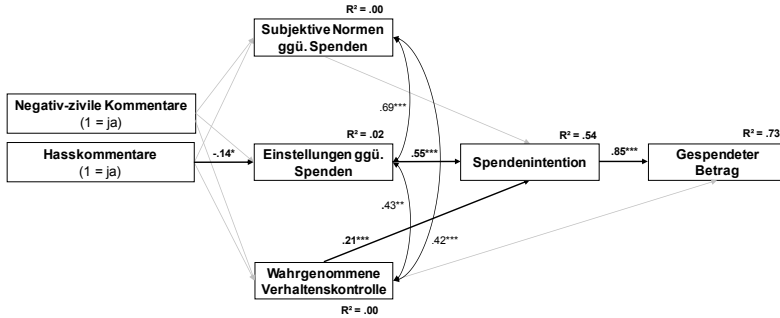 R² = .00
Subjektive Normen
ggü. Spenden
.69***
Negativ-zivile Kommentare
(1 = ja)
R² = .02
R² = .54
R² = .73
Hasskommentare
(1 = ja)
-.14*
Einstellungen ggü.
Spenden
.55***
Spendenintention
.85***
Gespendeter
Betrag
.43**
.21***
.42***
Wahrgenommene
Verhaltenskontrolle
R² = .00